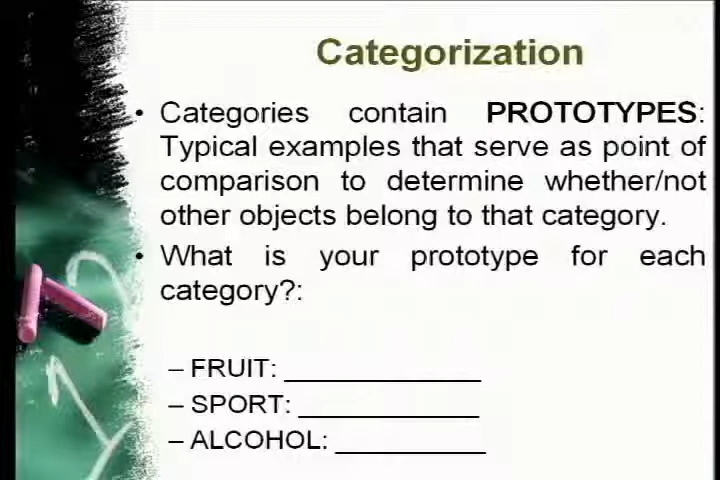 Categorization
• Categories contain PROTOTYPES:
Typical examples that serve as point of
comparison to determine whether/not
other objects belong to that category.
• What is your prototype for each
category?:
– FRUIT: _____________
– SPORT: ____________
– ALCOHOL: __________